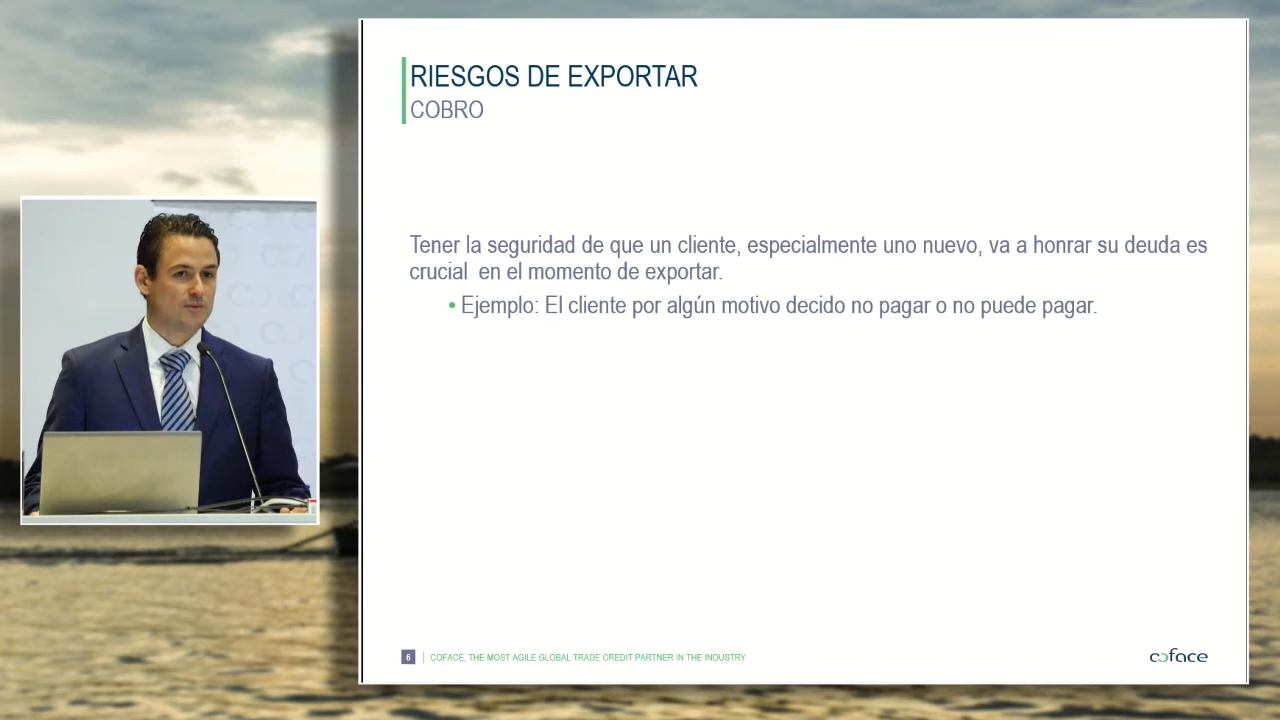 RIESGOS DE EXPORTAR
COBRO
Tener la seguridad de que un cliente, especialmente uno nuevo, va a honrar su deuda es
crucial en el momento de exportar.
• Ejemplo: El cliente por algún motivo decido no pagar o no puede pagar.
6
COFACE, THE MOST AGILE GLOBAL TRADE CREDIT PARTNER IN THE INDUSTRY
coface